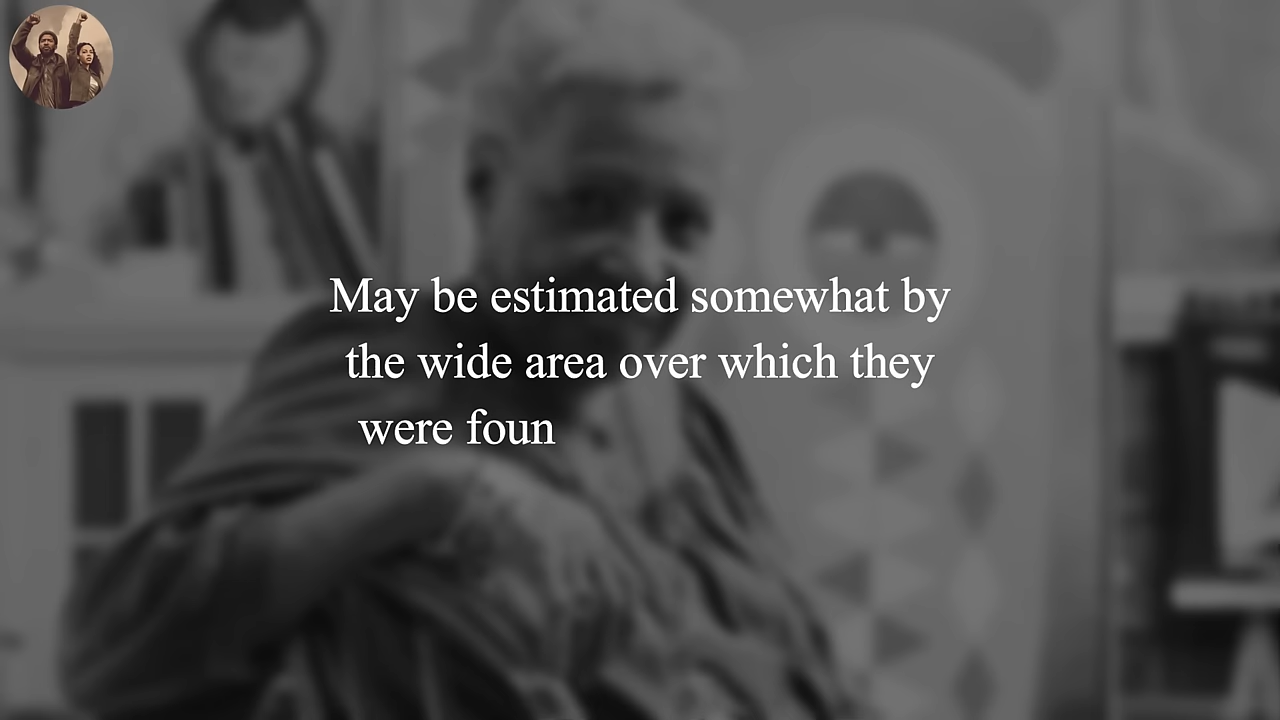 May be estimated somewhat by
the wide area over which they
were foun